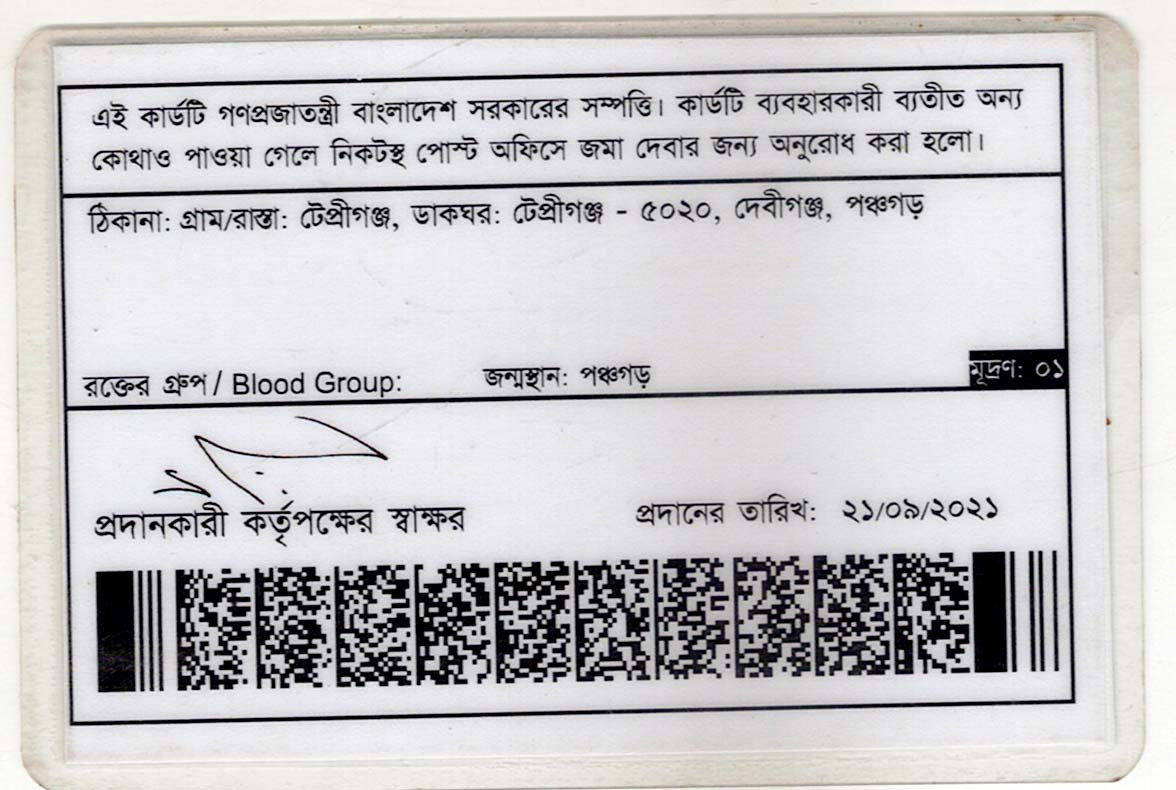 এই কার্ডটি গণপ্রজাতন্ত্রী বাংলাদেশ সরকারের সম্পত্তি। কার্ডটি ব্যবহারকারী ব্যতীত অন্য
কোথাও পাওয়া গেলে নিকটস্থ পোস্ট অফিসে জমা দেবার জন্য অনুরোধ করা হলো।
ঠিকানা: গ্রাম/রাস্তা: টেপ্রীগঞ্জ, ডাকঘর: টেপ্রীগঞ্জ - ৫০২০, দেবীগঞ্জ, পঞ্চগড়
রক্তের গ্রুপ / Blood Group: জন্মস্থান: পঞ্চগড় মূদ্রণ: ০১
প্রদানকারী কর্তৃপক্ষের স্বাক্ষর প্রদানের তারিখ: ২১/০৯/২০২১